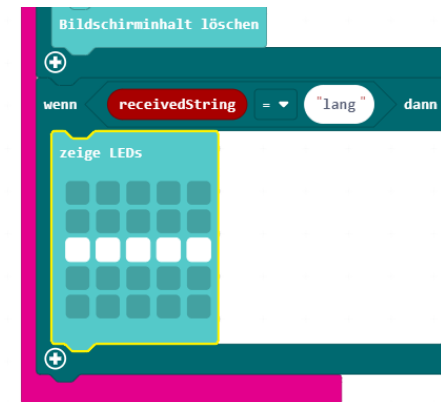 Bildschirminhalt löschen
wenn receivedString = "lang" dann
zeige LEDs